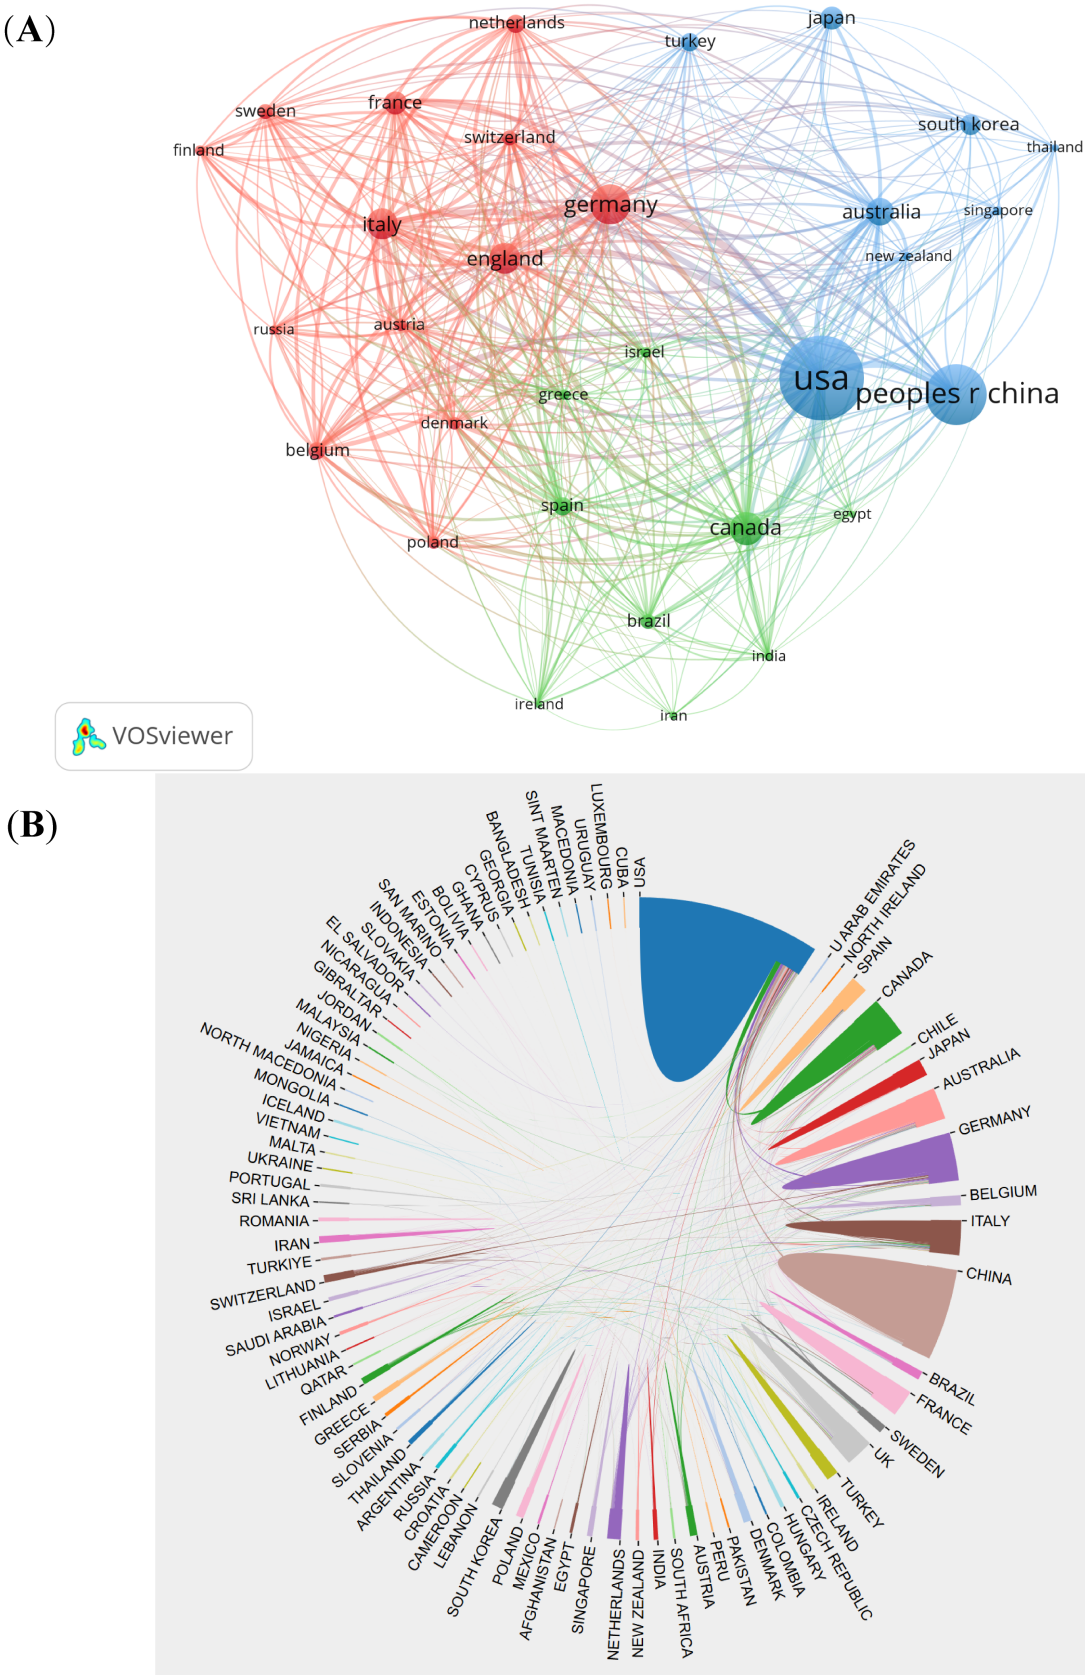 (A)
netherlands
japan
turkey
sweden
france
south korea
switzerland
thailand
finland
germany
australia
singapore
italy
england
new zealand
russia
austria
israel
usa
peoples r china
greece
denmark
belgium
spain
canada
egypt
poland
brazil
india
ireland
iran
VOSviewer
(B)
USA
U ARAB EMIRATES
NORTH IRELAND
SPAIN
CANADA
CHILE
JAPAN
AUSTRALIA
GERMANY
BELGIUM
ITALY
CHINA
BRAZIL
FRANCE
SWEDEN
UK
TURKEY
IRELAND
CZECH REPUBLIC
HUNGARY
COLOMBIA
DENMARK
PAKISTAN
PERU
AUSTRIA
SOUTH AFRICA
INDIA
NEW ZEALAND
NETHERLANDS
SINGAPORE
EGYPT
AFGHANISTAN
MEXICO
POLAND
SOUTH KOREA
LEBANON
CAMEROON
CROATIA
RUSSIA
ARGENTINA
THAILAND
SLOVENIA
SERBIA
GREECE
FINLAND
QATAR
LITHUANIA
NORWAY
SAUDI ARABIA
ISRAEL
SWITZERLAND
TURKIYE
IRAN
ROMANIA
SRI LANKA
PORTUGAL
UKRAINE
MALTA
VIETNAM
ICELAND
MONGOLIA
NORTH MACEDONIA
JAMAICA
NIGERIA
MALAYSIA
JORDAN
GIBRALTAR
NICARAGUA
EL SALVADOR
SLOVAKIA
INDONESIA
SAN MARINO
ESTONIA
BOLIVIA
GHANA
CYPRUS
GEORGIA
BANGLADESH
TUNISIA
SINT MAARTEN
MACEDONIA
URUGUAY
LUXEMBOURG
CUBA